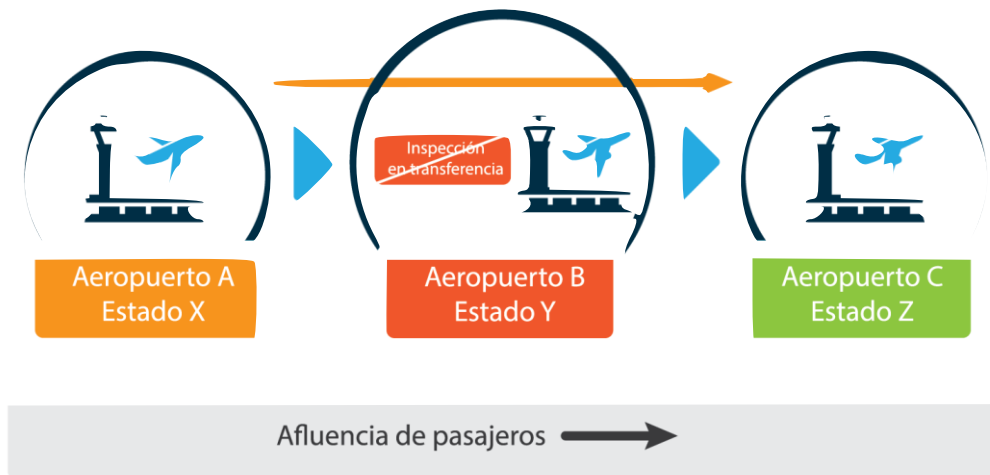 Inspección
en transferencia
Aeropuerto A
Estado X
Aeropuerto B
Estado Y
Aeropuerto C
Estado Z
Afluencia de pasajeros